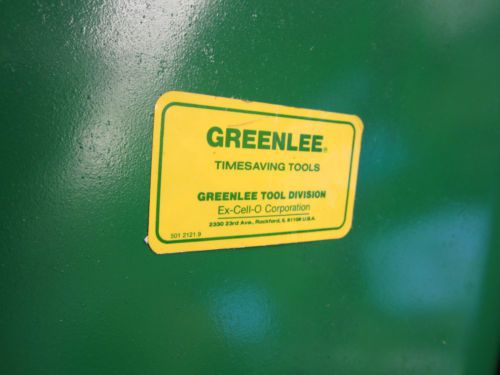 GREENLEE®
TIMESAVING TOOLS
GREENLEE TOOL DIVISION
Ex-Cell-O Corporation
2330 23rd Ave., Rockford, IL 61108 U.S.A.
501 2121.9